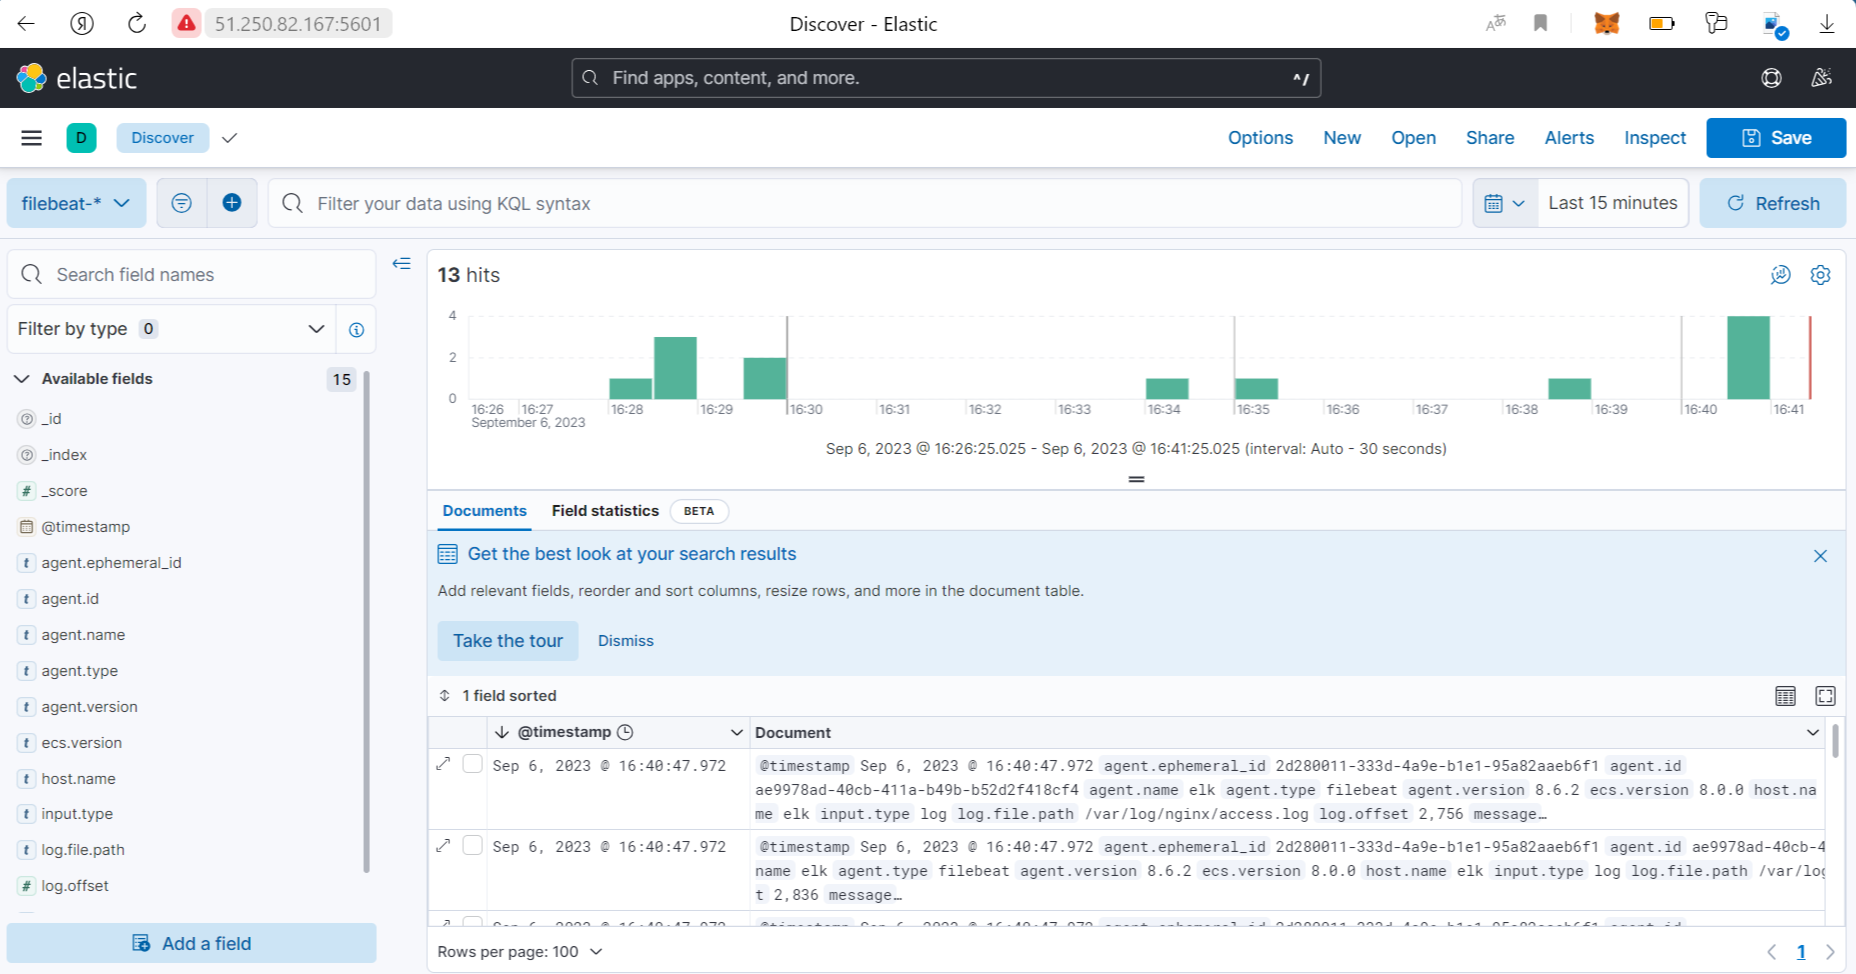 Я 51.250.82.167:5601 Discover - Elastic
elastic Find apps, content, and more. ^/
D Discover Options New Open Share Alerts Inspect Save
filebeat-* Filter your data using KQL syntax Last 15 minutes Refresh
Search field names
Filter by type 0
Available fields 15
_id
_index
# _score
@timestamp
t agent.ephemeral_id
t agent.id
t agent.name
t agent.type
t agent.version
t ecs.version
t host.name
t input.type
t log.file.path
# log.offset
Add a field
13 hits
4
2
0
16:26 16:27 16:28 16:29 16:30 16:31 16:32 16:33 16:34 16:35 16:36 16:37 16:38 16:39 16:40 16:41
September 6, 2023
Sep 6, 2023 @ 16:26:25.025 - Sep 6, 2023 @ 16:41:25.025 (interval: Auto - 30 seconds)
Documents Field statistics BETA
Get the best look at your search results
Add relevant fields, reorder and sort columns, resize rows, and more in the document table.
Take the tour Dismiss
1 field sorted
@timestamp Document
Sep 6, 2023 @ 16:40:47.972 @timestamp Sep 6, 2023 @ 16:40:47.972 agent.ephemeral_id 2d280011-333d-4a9e-b1e1-95a82aaeb6f1 agent.id
ae9978ad-40cb-411a-b49b-b52d2f418cf4 agent.name elk agent.type filebeat agent.version 8.6.2 ecs.version 8.0.0 host.na
me elk input.type log log.file.path /var/log/nginx/access.log log.offset 2,756 message…
Sep 6, 2023 @ 16:40:47.972 @timestamp Sep 6, 2023 @ 16:40:47.972 agent.ephemeral_id 2d280011-333d-4a9e-b1e1-95a82aaeb6f1 agent.id ae9978ad-40cb-4
name elk agent.type filebeat agent.version 8.6.2 ecs.version 8.0.0 host.name elk input.type log log.file.path /var/log
t 2,836 message…
Rows per page: 100 1